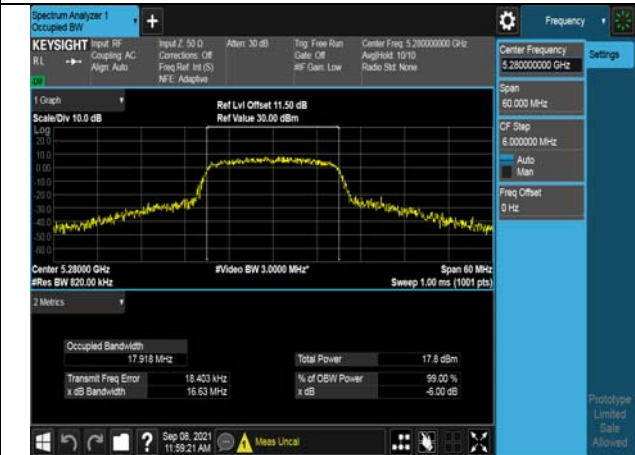 Spectrum Analyzer 1
Occupied BW
+
Frequency
KEYSIGHT
RL
Input: RF
Coupling: AC
Align: Auto
Input Z: 50 Ω
Corrections: Off
Freq Ref: Int (S)
NFE: Adaptive
Atten: 30 dB
Trig: Free Run
Gate: Off
#IF Gain: Low
Center Freq: 5.280000000 GHz
Avg|Hold: 10/10
Radio Std: None
Center Frequency
5.280000000 GHz
Settings
Span
60.000 MHz
CF Step
6.000000 MHz
Auto
Man
Freq Offset
0 Hz
1 Graph
Scale/Div 10.0 dB
Ref Lvl Offset 11.50 dB
Ref Value 30.00 dBm
Log
20.0
10.0
0.00
-10.0
-20.0
-30.0
-40.0
-50.0
-60.0
Center 5.28000 GHz
#Res BW 820.00 kHz
#Video BW 3.0000 MHz*
Span 60 MHz
Sweep 1.00 ms (1001 pts)
2 Metrics
Occupied Bandwidth
17.918 MHz
Total Power 17.8 dBm
Transmit Freq Error 18.403 kHz
% of OBW Power 99.00 %
x dB Bandwidth 16.63 MHz
x dB -6.00 dB
Prototype
Limited
Sale
Allowed
?
Sep 08, 2021
11:59:21 AM
Meas Uncal